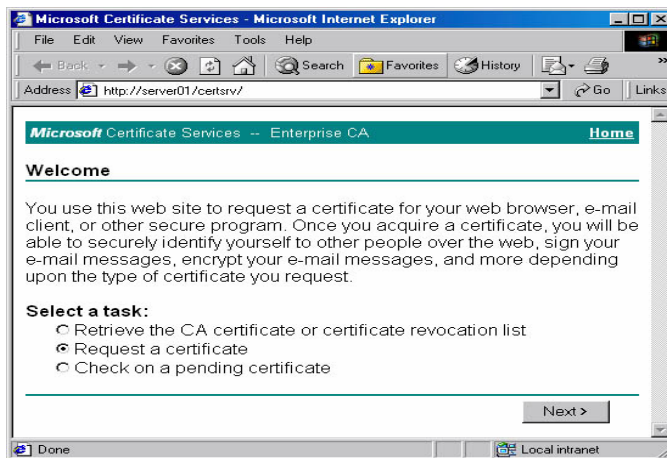 Microsoft Certificate Services - Microsoft Internet Explorer
File Edit View Favorites Tools Help
Back Search Favorites History »
Address http://server01/certsrv/ Go Links
Microsoft Certificate Services -- Enterprise CA Home
Welcome
You use this web site to request a certificate for your web browser, e-mail
client, or other secure program. Once you acquire a certificate, you will be
able to securely identify yourself to other people over the web, sign your
e-mail messages, encrypt your e-mail messages, and more depending
upon the type of certificate you request.
Select a task:
Retrieve the CA certificate or certificate revocation list
Request a certificate
Check on a pending certificate
Next >
Done Local intranet